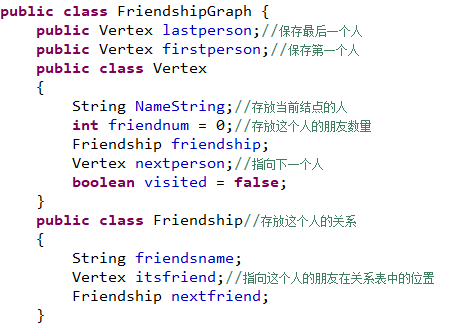 public class FriendshipGraph {
    public Vertex lastperson;//保存最后一个人
    public Vertex firstperson;//保存第一个人
    public class Vertex
    {
        String NameString;//存放当前结点的人
        int friendnum = 0;//存放这个人的朋友数量
        Friendship friendship;
        Vertex nextperson;//指向下一个人
        boolean visited = false;
    }
    public class Friendship//存放这个人的关系
    {
        String friendsname;
        Vertex itsfriend;//指向这个人的朋友在关系表中的位置
        Friendship nextfriend;
    }